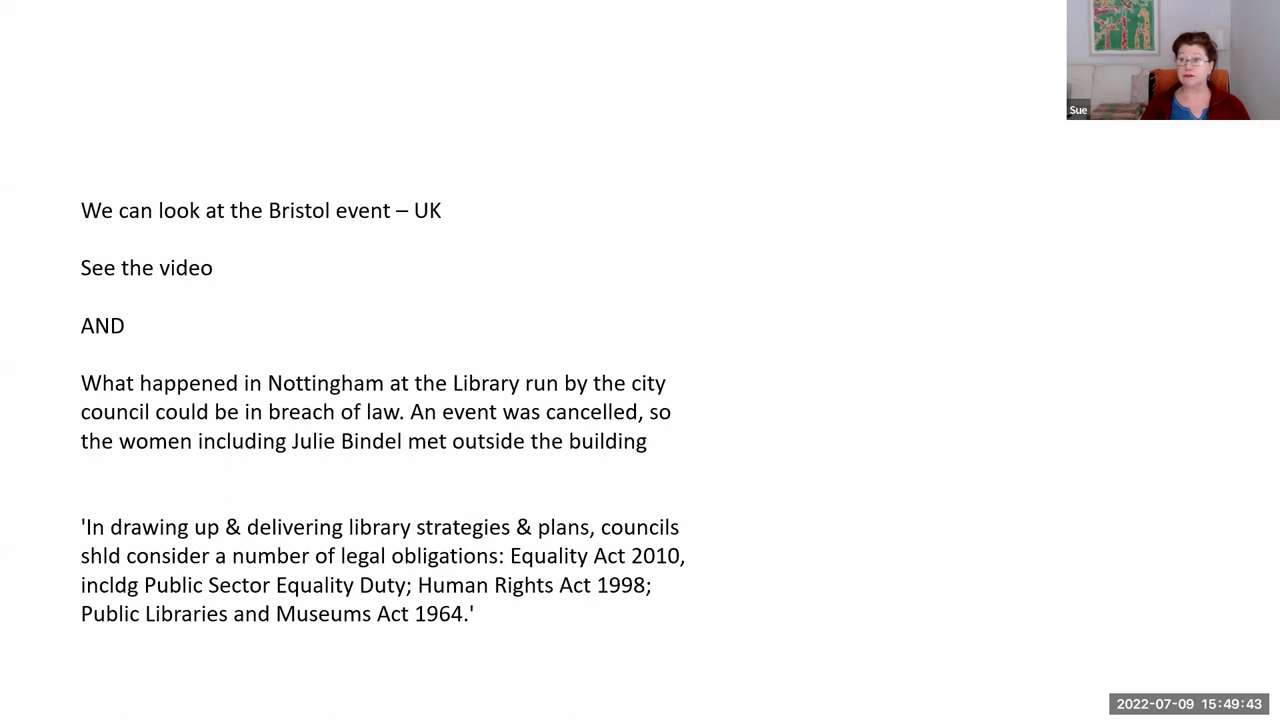 Sue
We can look at the Bristol event – UK
See the video
AND
What happened in Nottingham at the Library run by the city
council could be in breach of law. An event was cancelled, so
the women including Julie Bindel met outside the building
'In drawing up & delivering library strategies & plans, councils
shld consider a number of legal obligations: Equality Act 2010,
incldg Public Sector Equality Duty; Human Rights Act 1998;
Public Libraries and Museums Act 1964.'
2022-07-09 15:49:43